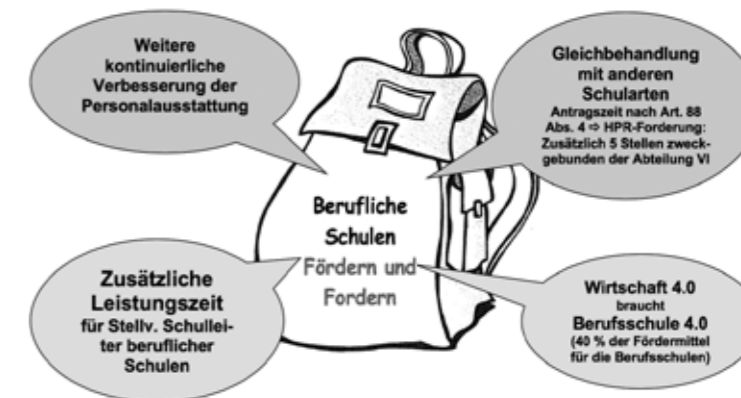 Weitere
kontinuierliche
Verbesserung der
Personalausstattung
Gleichbehandlung
mit anderen
Schularten
Antragszeit nach Art. 88
Abs. 4 ⇨ HPR-Forderung:
Zusätzlich 5 Stellen zweck-
gebunden der Abteilung VI
Berufliche
Schulen
Fördern und
Fordern
Zusätzliche
Leistungszeit
für Stellv. Schullei-
ter beruflicher
Schulen
Wirtschaft 4.0
braucht
Berufsschule 4.0
(40 % der Fördermittel
für die Berufsschulen)